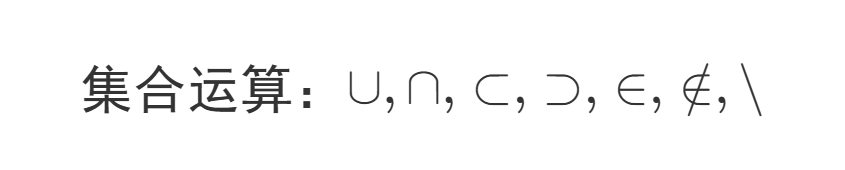 集合运算：∪, ∩, ⊂, ⊃, ∈, ∉, \